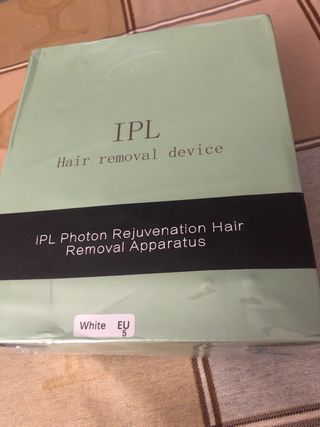 IPL
Hair removal device
IPL Photon Rejuvenation Hair
Removal Apparatus
White EU
5